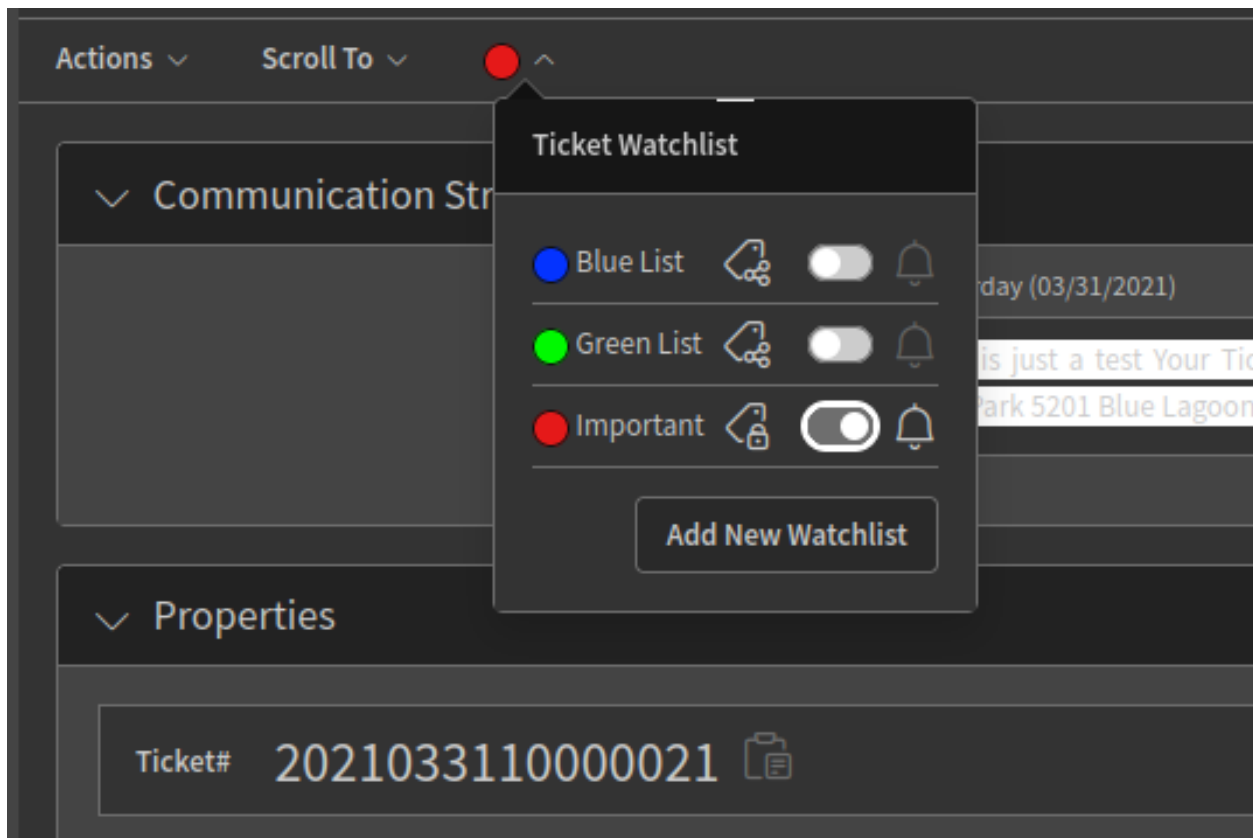 Actions Scroll To
Ticket Watchlist
Communication Str
Blue List
rday (03/31/2021)
Green List
is just a test Your Tic
Important
Park 5201 Blue Lagoon
Add New Watchlist
Properties
Ticket# 2021033110000021